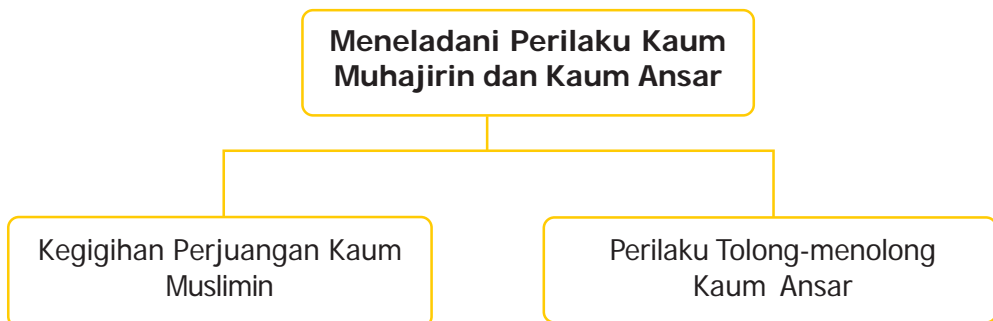 Meneladani Perilaku Kaum
Muhajirin dan Kaum Ansar
Kegigihan Perjuangan Kaum
Muslimin
Perilaku Tolong-menolong
Kaum Ansar